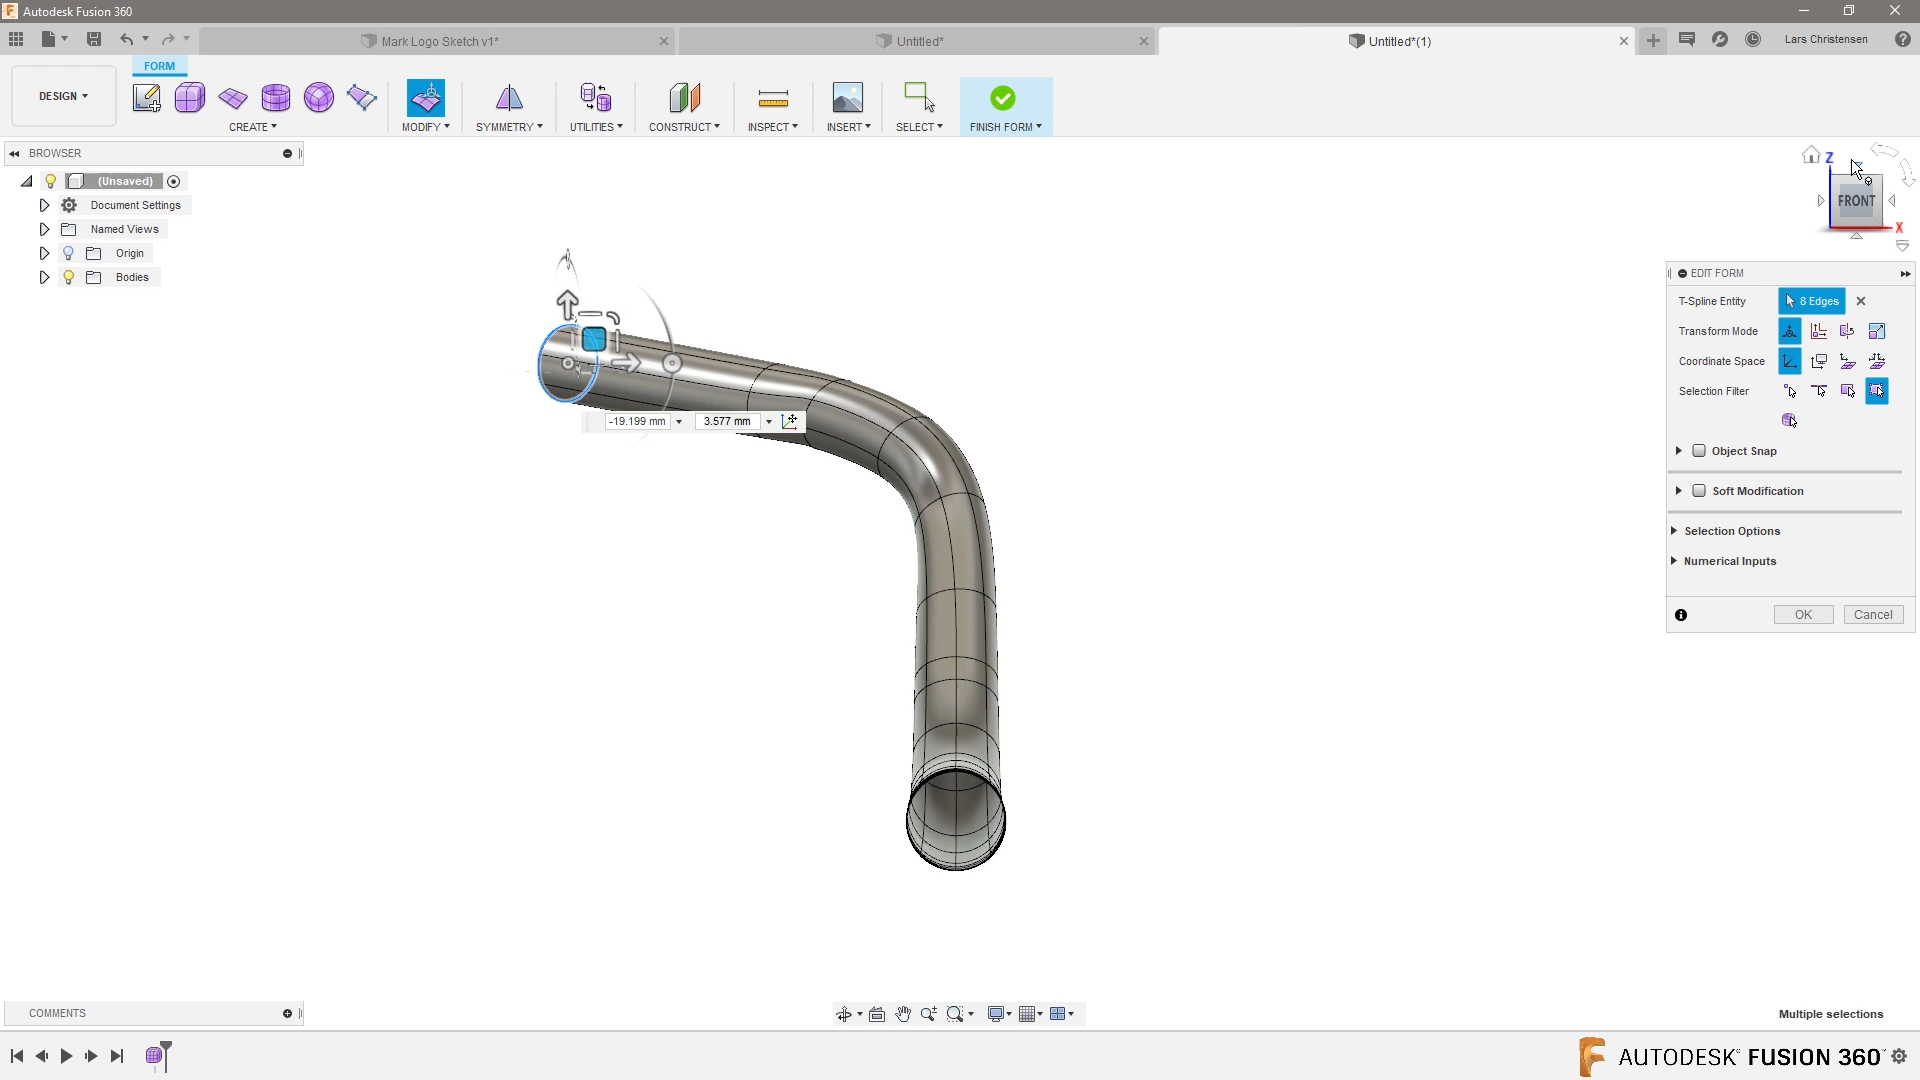 Autodesk Fusion 360
Mark Logo Sketch v1*
Untitled*
Untitled*(1)
Lars Christensen
FORM
DESIGN
CREATE
MODIFY
SYMMETRY
UTILITIES
CONSTRUCT
INSPECT
INSERT
SELECT
FINISH FORM
BROWSER
(Unsaved)
Document Settings
Named Views
Origin
Bodies
Z
FRONT
X
EDIT FORM
T-Spline Entity
8 Edges
Transform Mode
Coordinate Space
Selection Filter
Object Snap
Soft Modification
Selection Options
Numerical Inputs
OK
Cancel
-19.199 mm
3.577 mm
COMMENTS
Multiple selections
AUTODESK FUSION 360